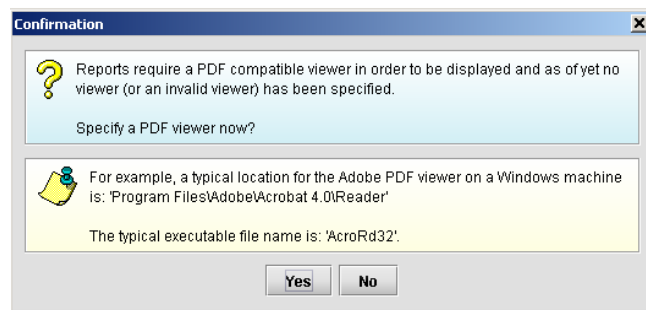 Confirmation
Reports require a PDF compatible viewer in order to be displayed and as of yet no
viewer (or an invalid viewer) has been specified.
Specify a PDF viewer now?
For example, a typical location for the Adobe PDF viewer on a Windows machine
is: 'Program Files\Adobe\Acrobat 4.0\Reader'
The typical executable file name is: 'AcroRd32'.
Yes No